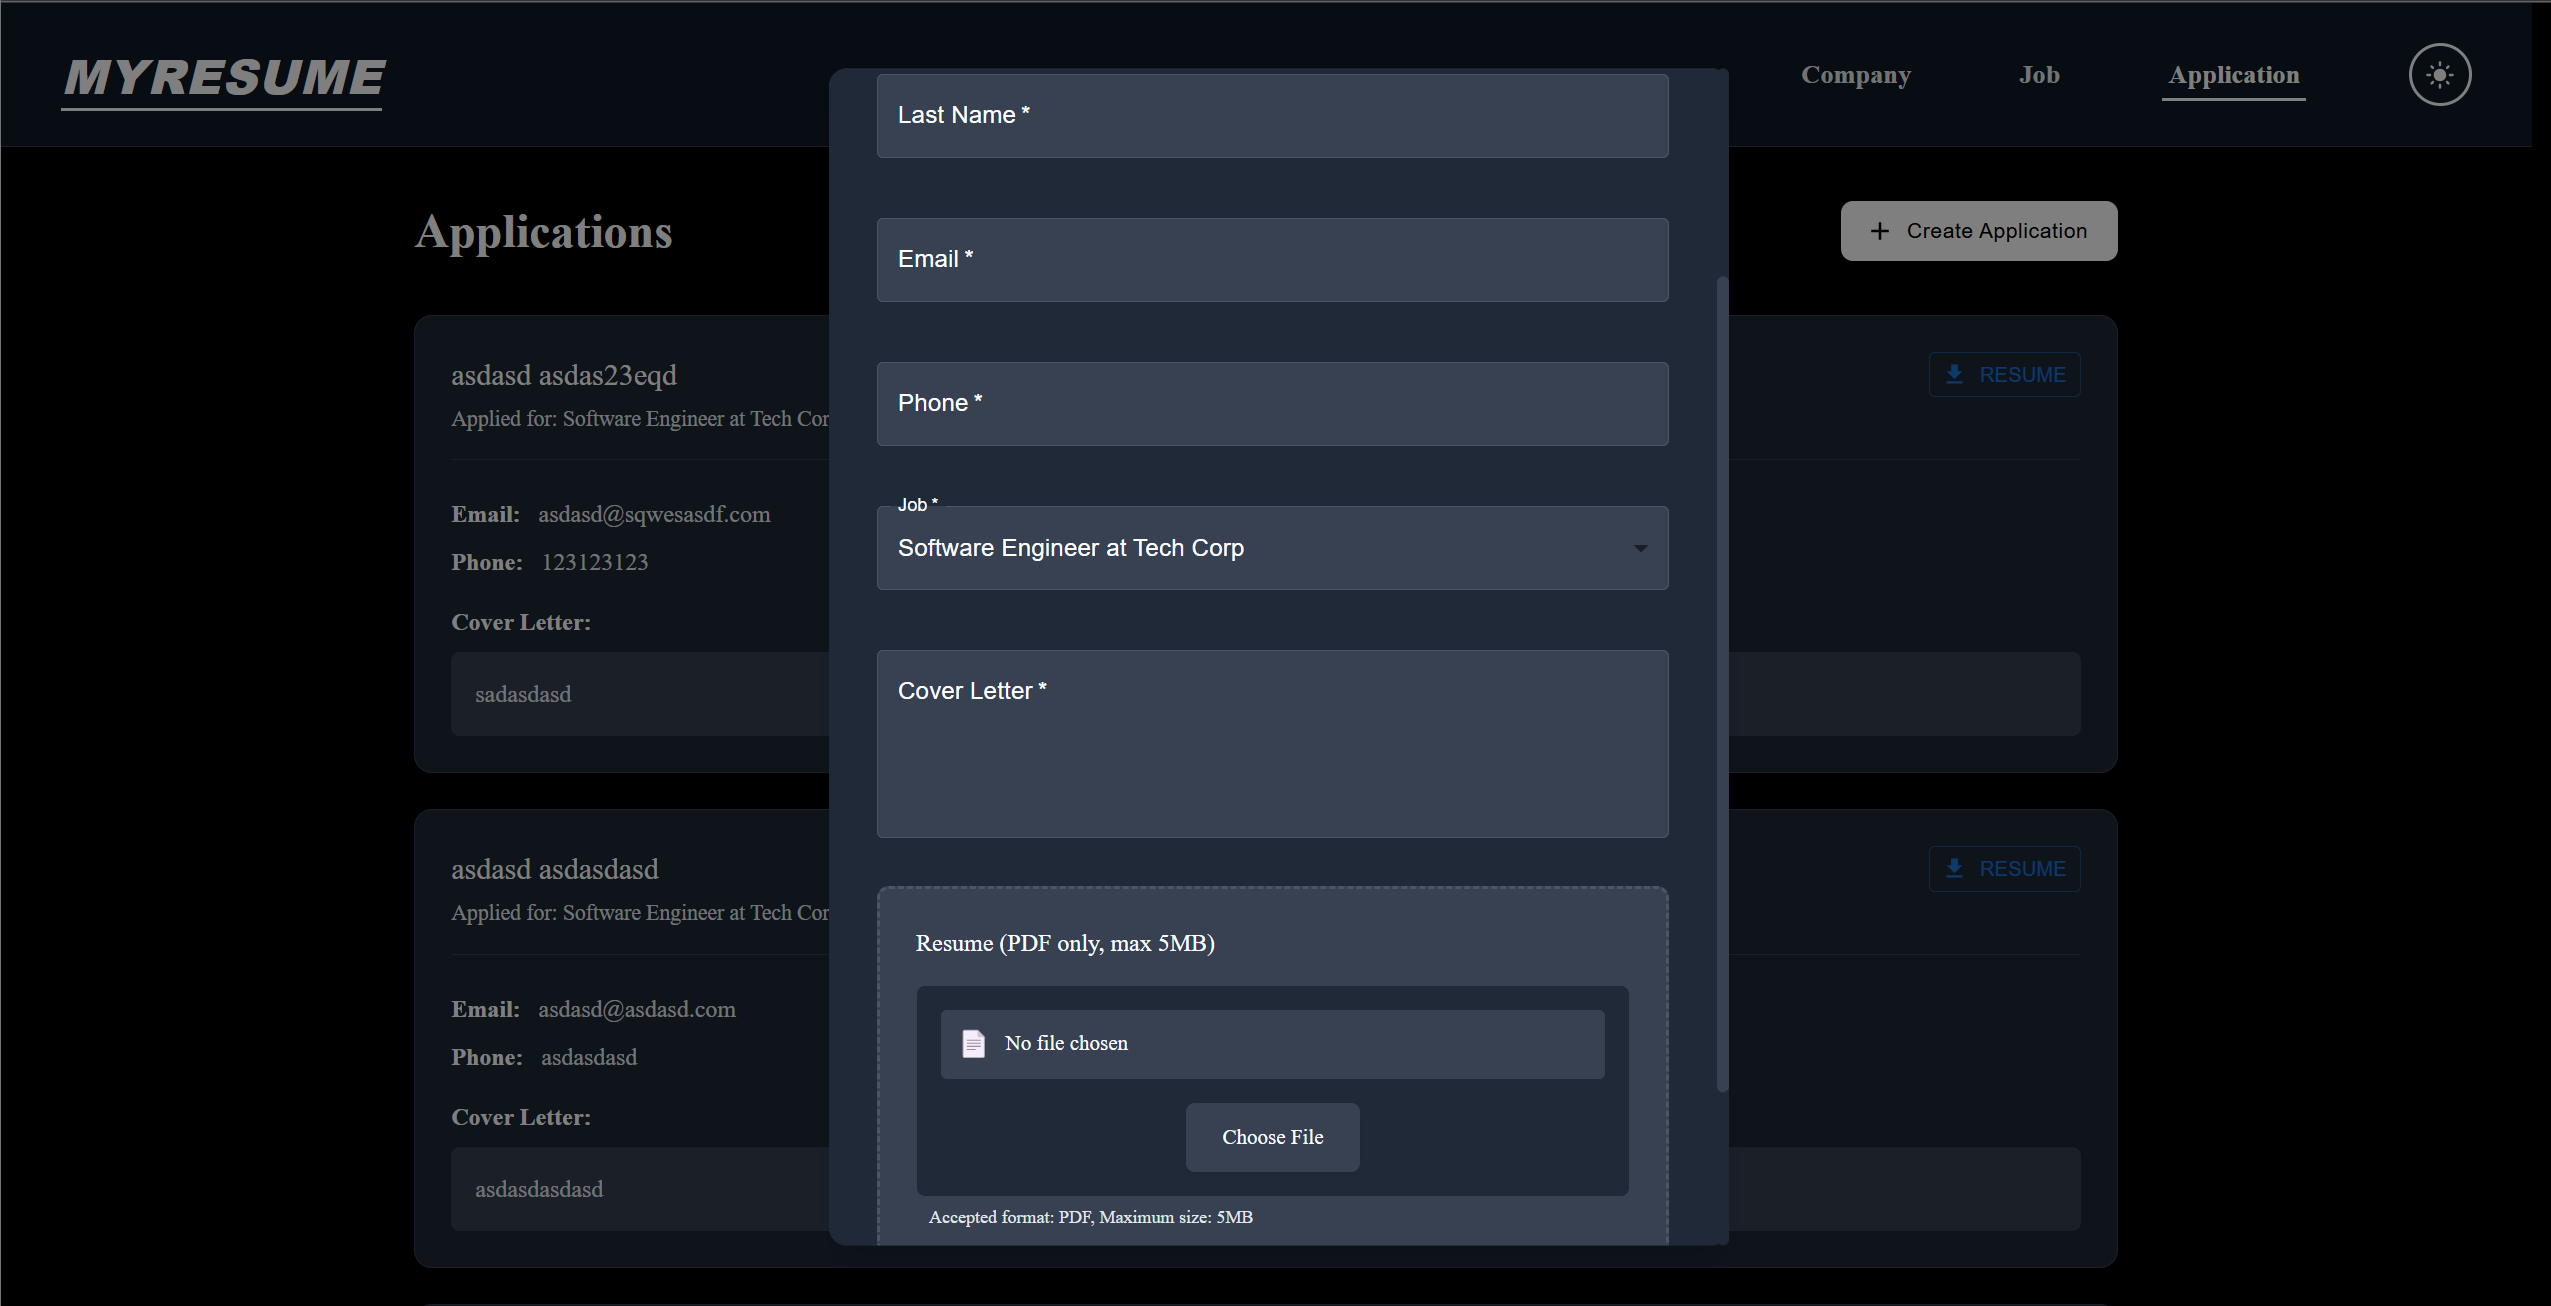 MYRESUME
Company
Job
Application
Applications
+ Create Application
asdasd asdas23eqd
Applied for: Software Engineer at Tech Cor
RESUME
Email: asdasd@sqwesasdf.com
Phone: 123123123
Cover Letter:
sadasdasd
asdasd asdasdasd
Applied for: Software Engineer at Tech Cor
RESUME
Email: asdasd@asdasd.com
Phone: asdasdasd
Cover Letter:
asdasdasdasd
Last Name *
Email *
Phone *
Job *
Software Engineer at Tech Corp
Cover Letter *
Resume (PDF only, max 5MB)
No file chosen
Choose File
Accepted format: PDF, Maximum size: 5MB